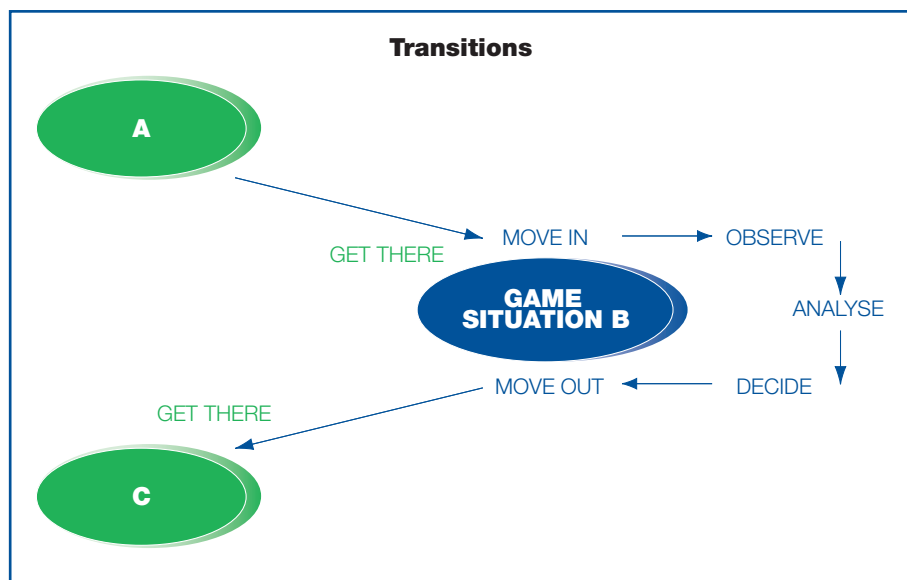 Transitions
A
MOVE IN
OBSERVE
GET THERE
GAME
SITUATION B
ANALYSE
MOVE OUT
DECIDE
GET THERE
C